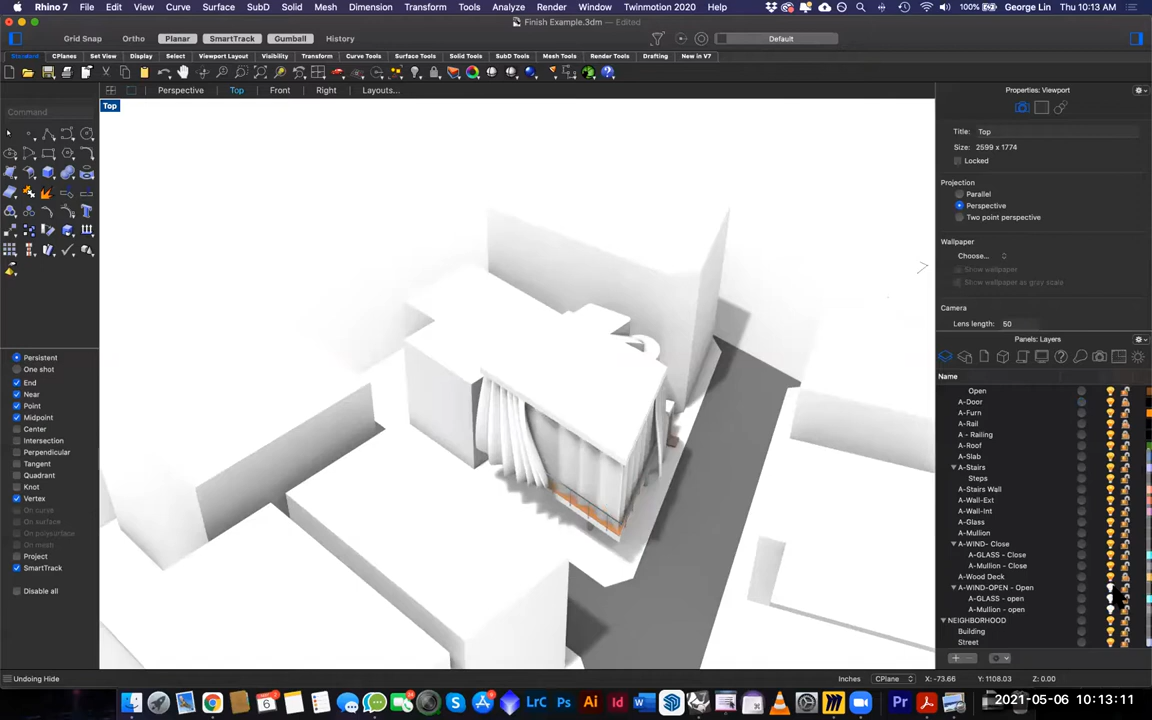 Rhino 7 File Edit View Curve Surface SubD Solid Mesh Dimension Transform Tools Analyze Render Window Twinmotion 2020 Help 100% George Lin Thu 10:13 AM
Finish Example.3dm — Edited
Grid Snap Ortho Planar SmartTrack Gumball History Default
Standard CPlanes Set View Display Select Viewport Layout Visibility Transform Curve Tools Surface Tools Solid Tools SubD Tools Mesh Tools Render Tools Drafting New in V7
Perspective Top Front Right Layouts...
Properties: Viewport
Top
Command
Title: Top
Size: 2599 x 1774
Locked
Projection
Parallel
Perspective
Two point perspective
Wallpaper
Choose...
Show wallpaper
Show wallpaper as gray scale
Camera
Lens length: 50
Panels: Layers
Name
Open
A-Door
A-Furn
A-Rail
A - Railing
A-Roof
A-Slab
A-Stairs
Steps
A-Stairs Wall
A-Wall-Ext
A-Wall-Int
A-Glass
A-Mullion
A-WIND- Close
A-GLASS - Close
A-Mullion - Close
A-Wood Deck
A-WIND-OPEN - Open
A-GLASS - open
A-Mullion - open
NEIGHBORHOOD
Building
Street
Persistent
One shot
End
Near
Point
Midpoint
Center
Intersection
Perpendicular
Tangent
Quadrant
Knot
Vertex
On curve
On surface
On polysurface
On mesh
Project
SmartTrack
Disable all
Undoing Hide Inches CPlane X: -73.66 Y: 1108.03 Z: 0.00
LrC Ps Ai Id W Pr
2021-05-06 10:13:11